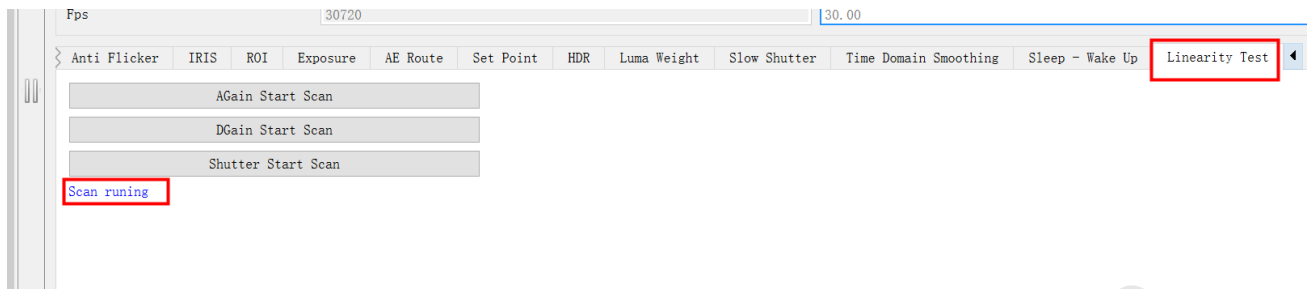 Fps 30720 30.00
Anti Flicker IRIS ROI Exposure AE Route Set Point HDR Luma Weight Slow Shutter Time Domain Smoothing Sleep - Wake Up Linearity Test
AGain Start Scan
DGain Start Scan
Shutter Start Scan
Scan runing